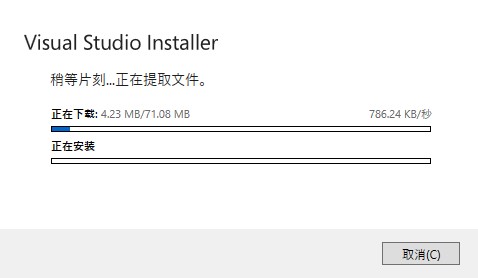 Visual Studio Installer
稍等片刻...正在提取文件。
正在下载: 4.23 MB/71.08 MB 786.24 KB/秒
正在安装
取消(C)